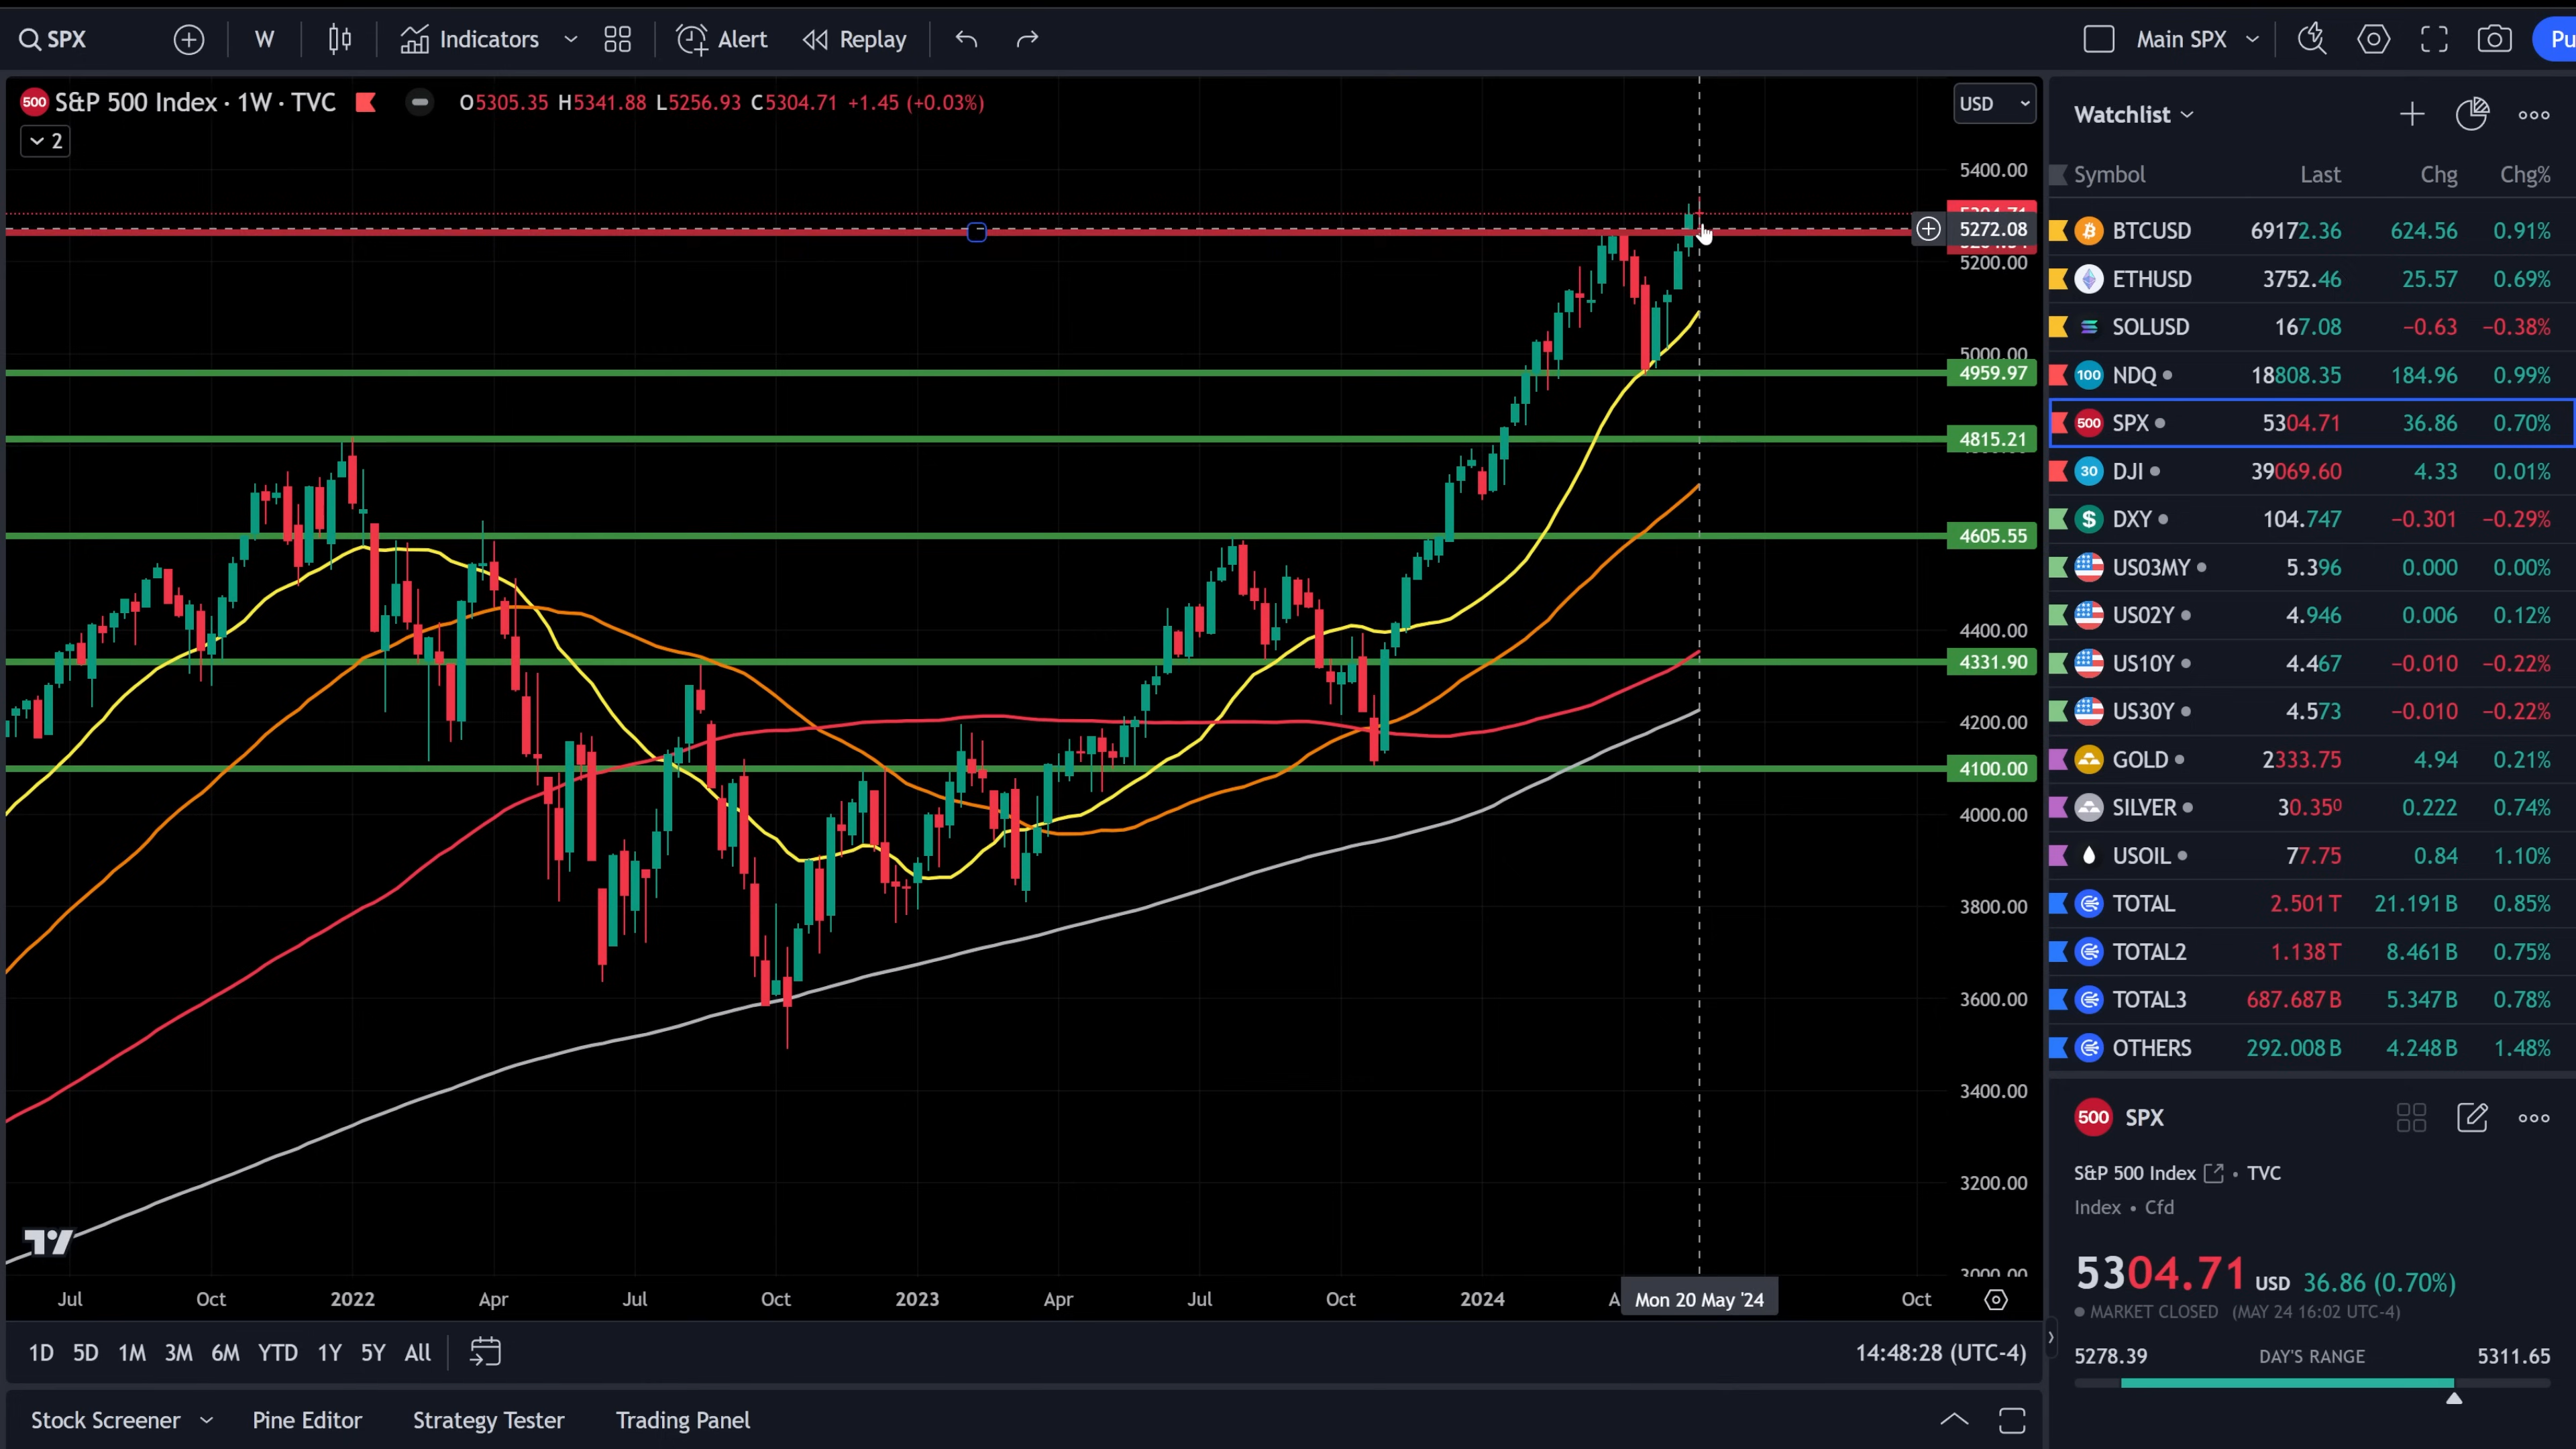 SPX W Indicators Alert Replay Main SPX
500 S&P 500 Index · 1W · TVC O5305.35 H5341.88 L5256.93 C5304.71 +1.45 (+0.03%) USD
2
5400.00
5272.08
5200.00
5000.00
4959.97
4815.21
4605.55
4400.00
4331.90
4200.00
4100.00
4000.00
3800.00
3600.00
3400.00
3200.00
3000.00
Jul Oct 2022 Apr Jul Oct 2023 Apr Jul Oct 2024 Mon 20 May '24 Oct
1D 5D 1M 3M 6M YTD 1Y 5Y All 14:48:28 (UTC-4)
Stock Screener Pine Editor Strategy Tester Trading Panel
Watchlist
Symbol Last Chg Chg%
BTCUSD 69172.36 624.56 0.91%
ETHUSD 3752.46 25.57 0.69%
SOLUSD 167.08 −0.63 −0.38%
100 NDQ 18808.35 184.96 0.99%
500 SPX 5304.71 36.86 0.70%
30 DJI 39069.60 4.33 0.01%
$ DXY 104.747 −0.301 −0.29%
US03MY 5.396 0.000 0.00%
US02Y 4.946 0.006 0.12%
US10Y 4.467 −0.010 −0.22%
US30Y 4.573 −0.010 −0.22%
GOLD 2333.75 4.94 0.21%
SILVER 30.350 0.222 0.74%
USOIL 77.75 0.84 1.10%
TOTAL 2.501 T 21.191 B 0.85%
TOTAL2 1.138 T 8.461 B 0.75%
TOTAL3 687.687 B 5.347 B 0.78%
OTHERS 292.008 B 4.248 B 1.48%
500 SPX
S&P 500 Index • TVC
Index • Cfd
5304.71 USD 36.86 (0.70%)
MARKET CLOSED (MAY 24 16:02 UTC-4)
5278.39 DAY'S RANGE 5311.65